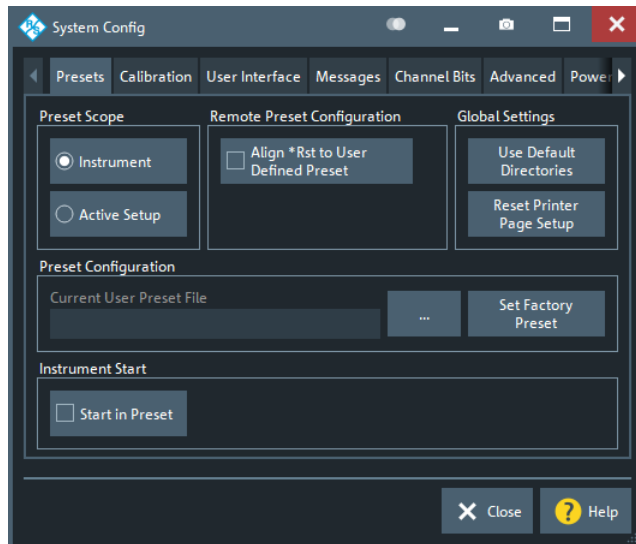 System Config
Presets Calibration User Interface Messages Channel Bits Advanced Power
Preset Scope
Instrument
Active Setup
Remote Preset Configuration
Align *Rst to User
Defined Preset
Global Settings
Use Default
Directories
Reset Printer
Page Setup
Preset Configuration
Current User Preset File
...
Set Factory
Preset
Instrument Start
Start in Preset
Close
? Help